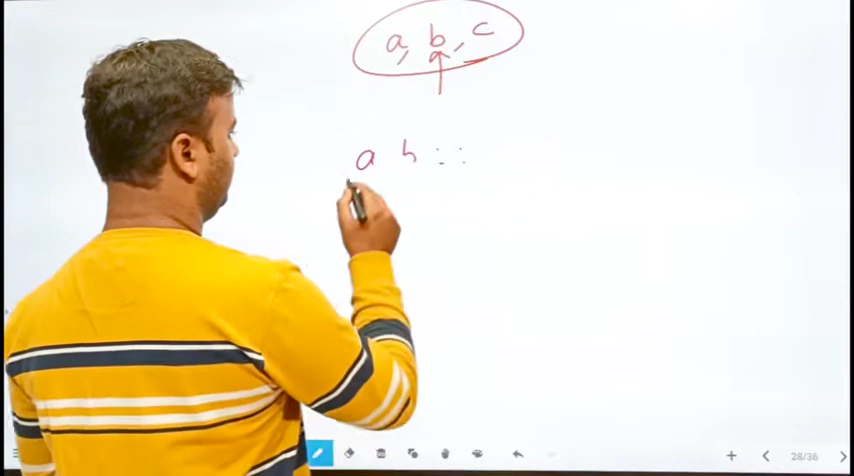 a, b, c
a h : :
28/36